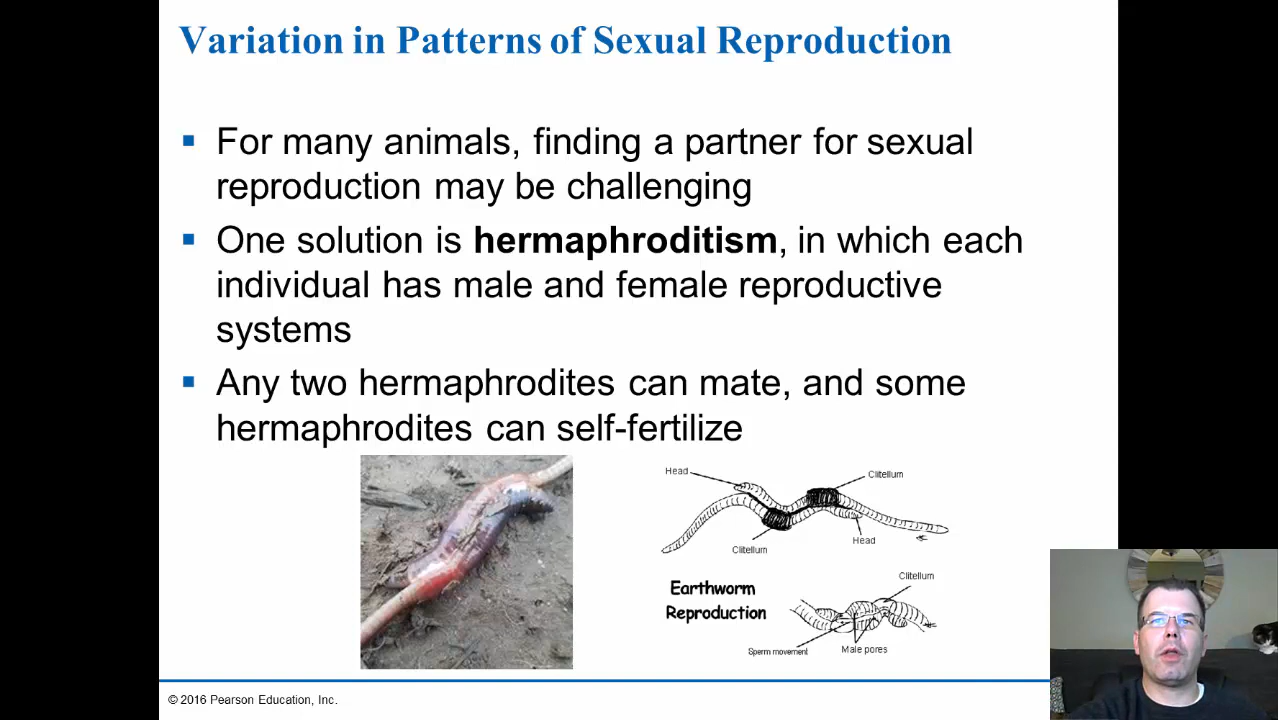 Variation in Patterns of Sexual Reproduction
▪ For many animals, finding a partner for sexual
reproduction may be challenging
▪ One solution is hermaphroditism, in which each
individual has male and female reproductive
systems
▪ Any two hermaphrodites can mate, and some
hermaphrodites can self-fertilize
Head
Clitellum
Clitellum
Head
Earthworm
Reproduction
Clitellum
Sperm movement
Male pores
© 2016 Pearson Education, Inc.